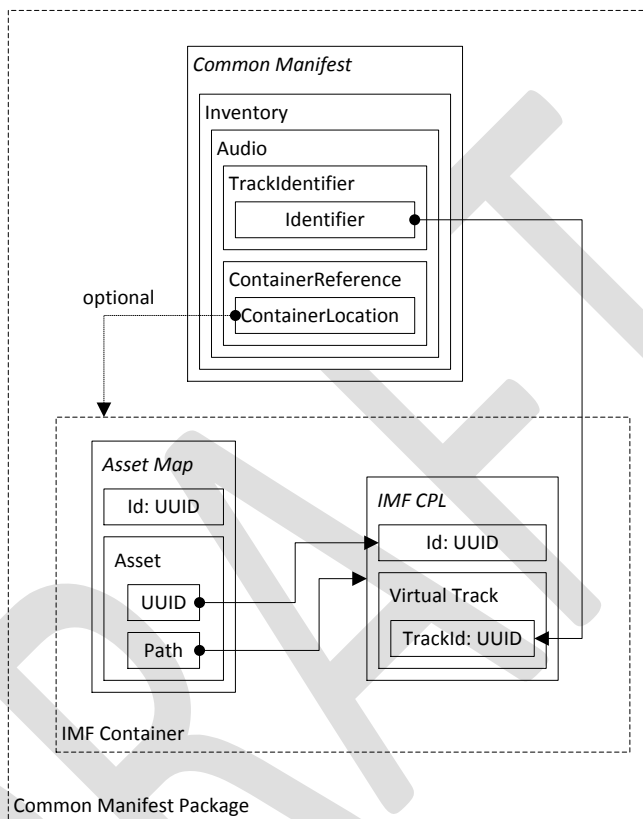 Common Manifest
Inventory
Audio
TrackIdentifier
Identifier
ContainerReference
ContainerLocation
optional
Asset Map
Id: UUID
Asset
UUID
Path
IMF CPL
Id: UUID
Virtual Track
TrackId: UUID
IMF Container
Common Manifest Package
DRAFT